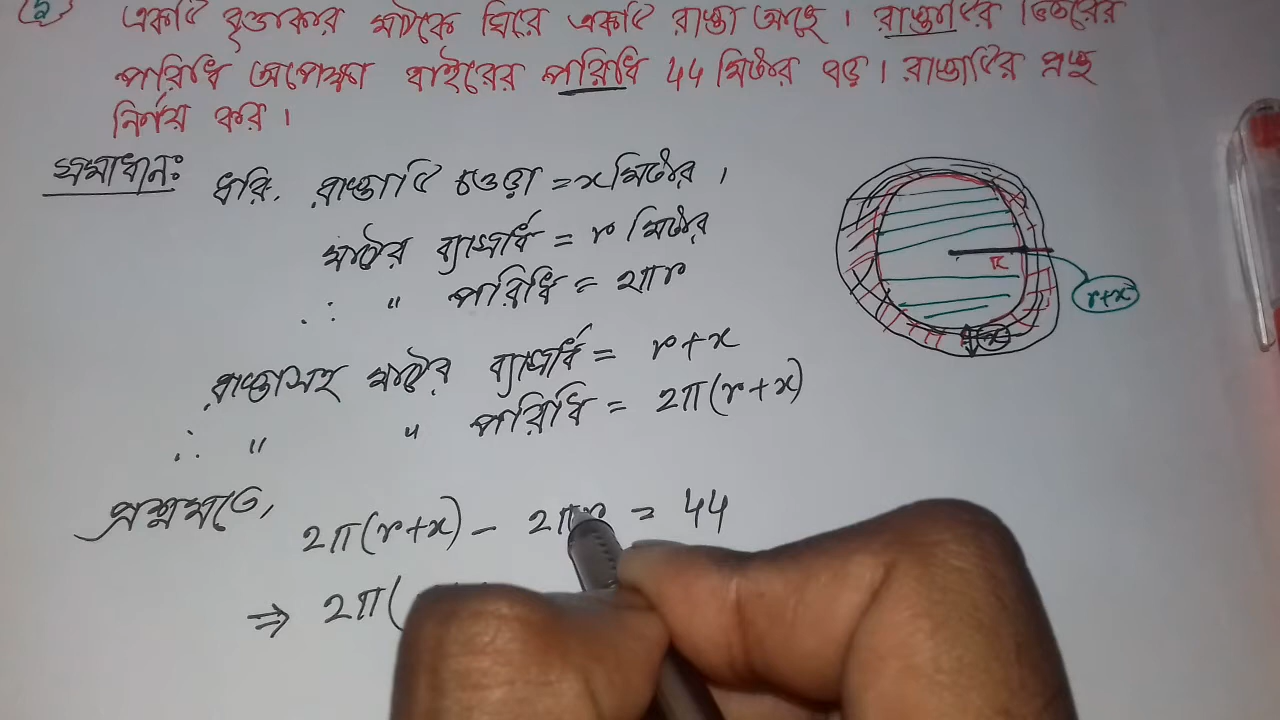 একটি বৃত্তাকার মাঠকে ঘিরে একটি রাস্তা আছে । রাস্তাটির ভিতরের
পরিধি অপেক্ষা বাইরের পরিধি 44 মিটার বড় । রাস্তাটির প্রস্থ
নির্ণয় কর ।
সমাধানঃ ধরি, রাস্তাটি চওড়া = x মিটার ।
মাঠের ব্যাসার্ধ = r মিটার
∴ " পরিধি = 2πr
রাস্তাসহ মাঠের ব্যাসার্ধ = r+x
∴ " " পরিধি = 2π(r+x)
প্রশ্নমতে,
2π(r+x) - 2πr = 44
⇒ 2π(
r
r+x
x